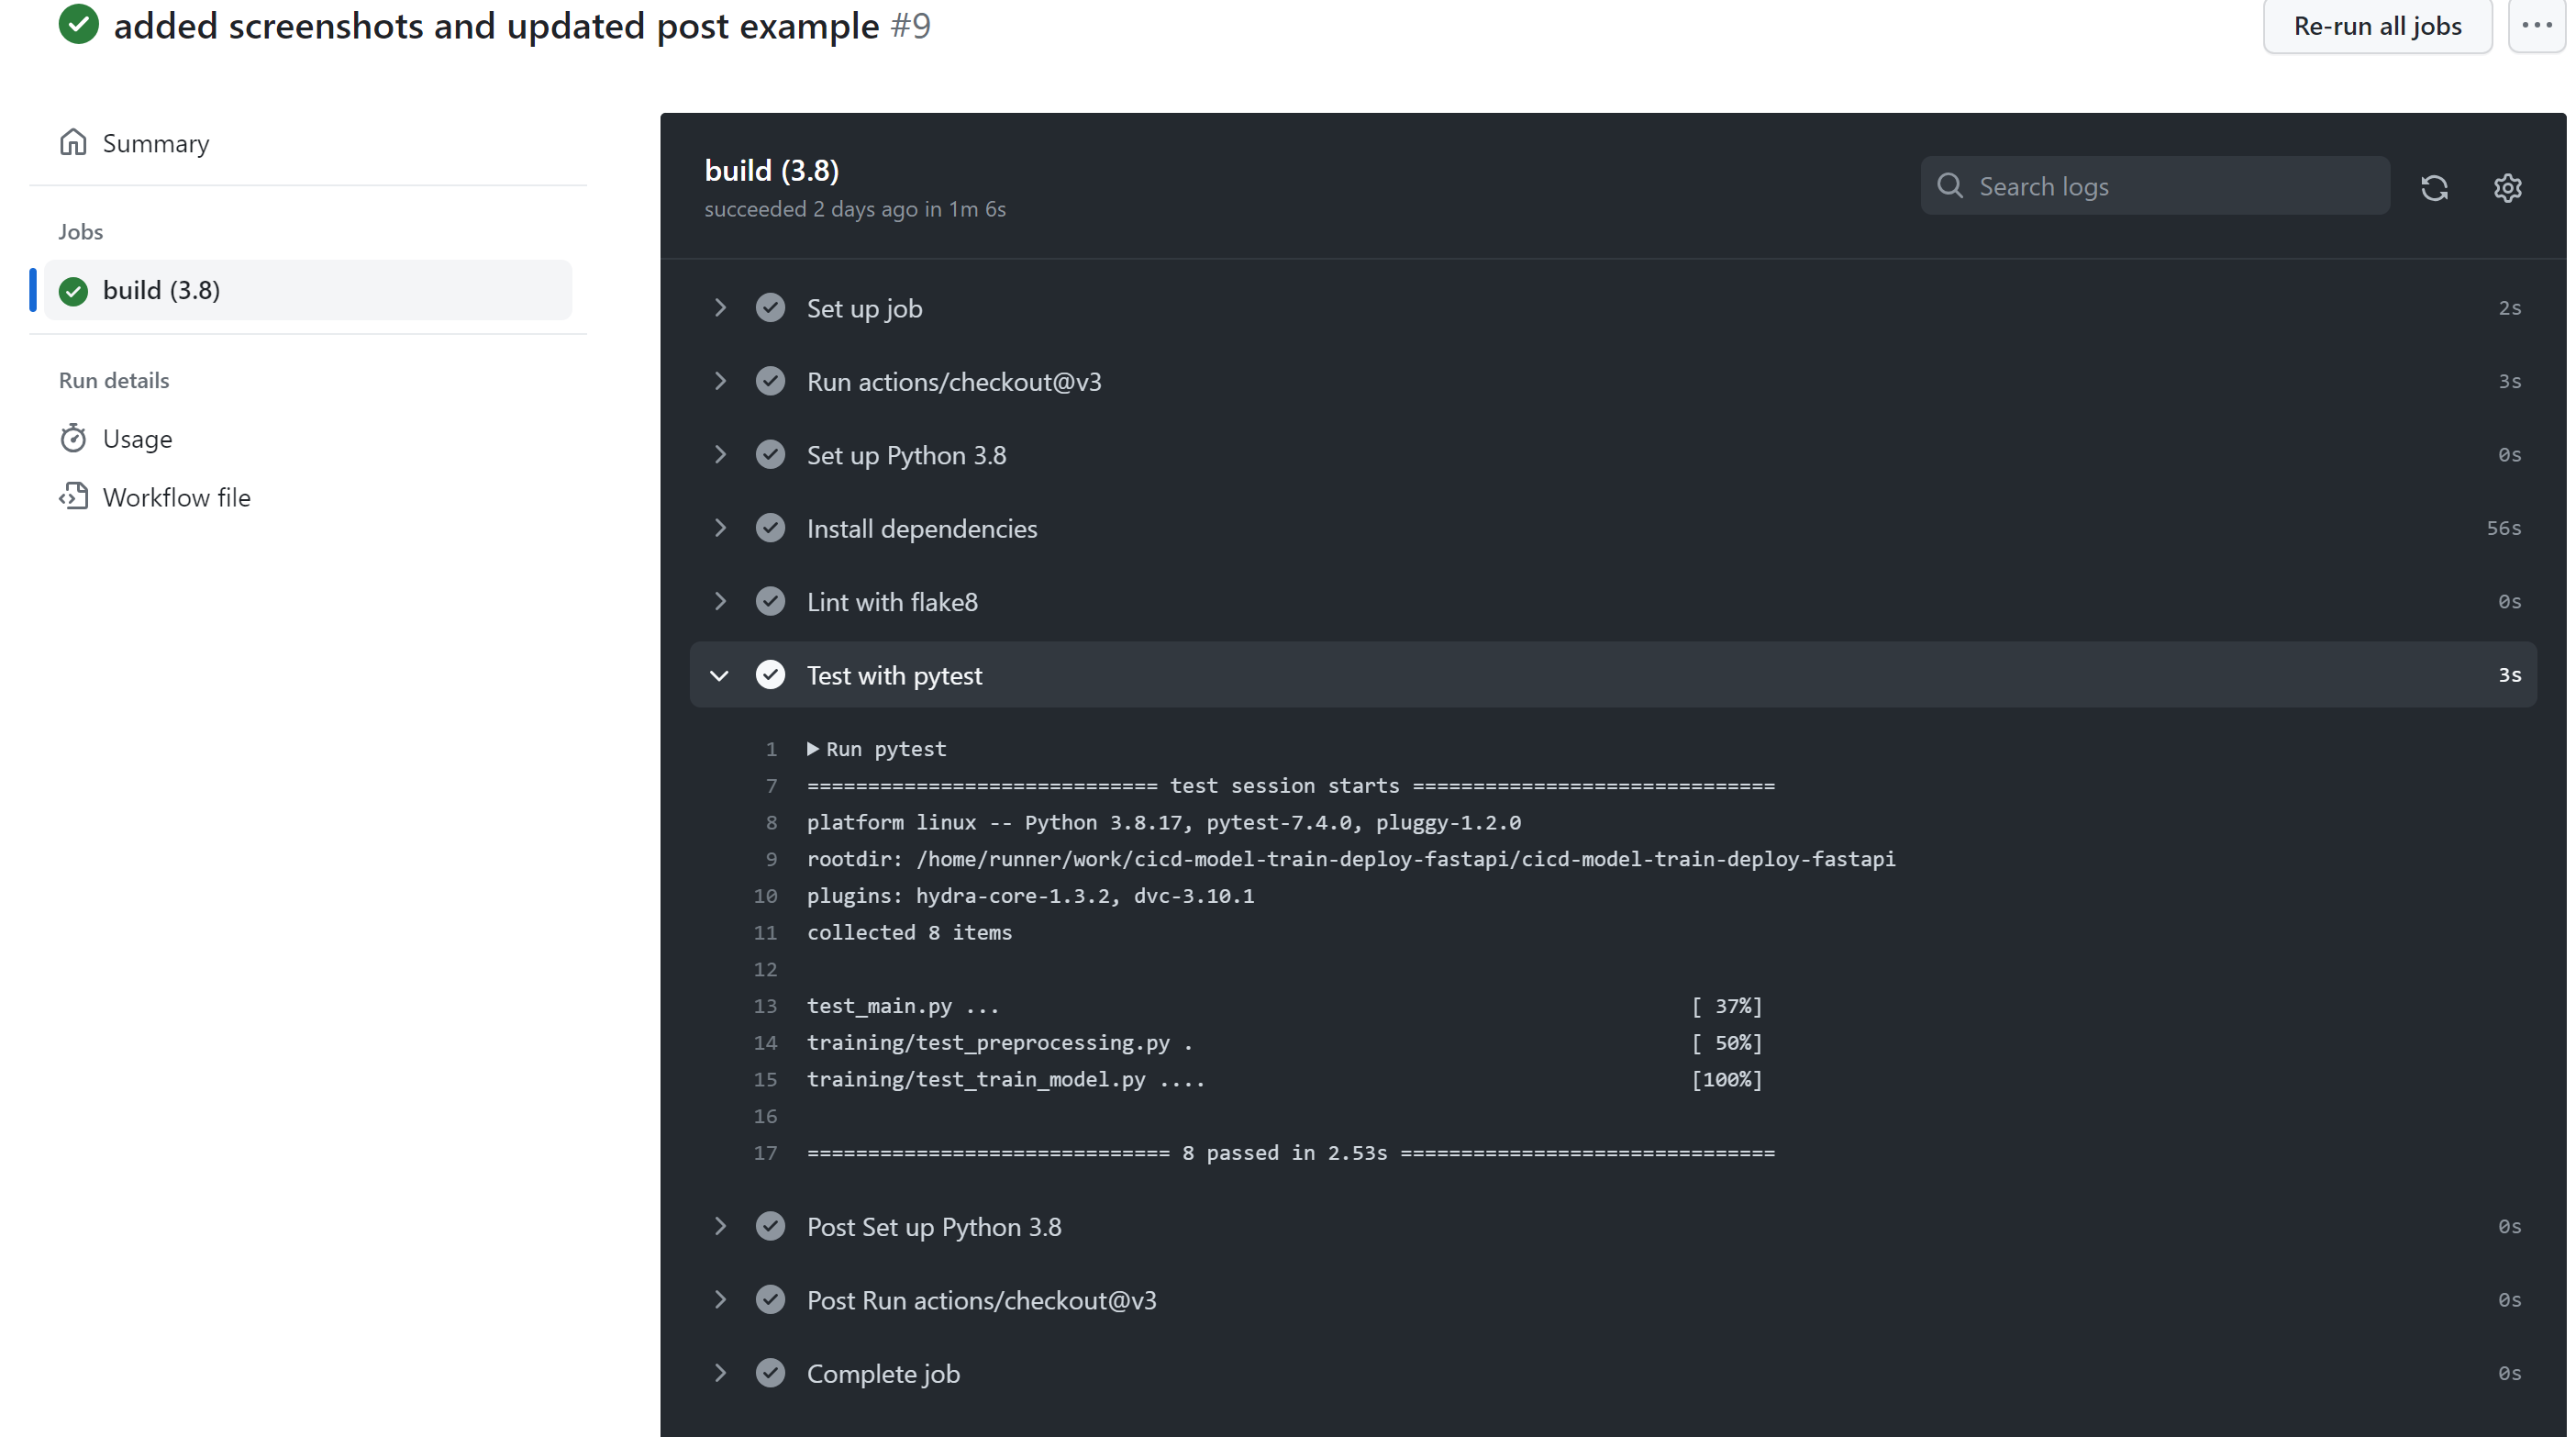 added screenshots and updated post example #9
Re-run all jobs
Summary
Jobs
build (3.8)
Run details
Usage
Workflow file
build (3.8)
succeeded 2 days ago in 1m 6s
Search logs
Set up job 2s
Run actions/checkout@v3 3s
Set up Python 3.8 0s
Install dependencies 56s
Lint with flake8 0s
Test with pytest 3s
1 Run pytest
7 ============================= test session starts ==============================
8 platform linux -- Python 3.8.17, pytest-7.4.0, pluggy-1.2.0
9 rootdir: /home/runner/work/cicd-model-train-deploy-fastapi/cicd-model-train-deploy-fastapi
10 plugins: hydra-core-1.3.2, dvc-3.10.1
11 collected 8 items
12
13 test_main.py ... [ 37%]
14 training/test_preprocessing.py . [ 50%]
15 training/test_train_model.py .... [100%]
16
17 ============================== 8 passed in 2.53s ===============================
Post Set up Python 3.8 0s
Post Run actions/checkout@v3 0s
Complete job 0s